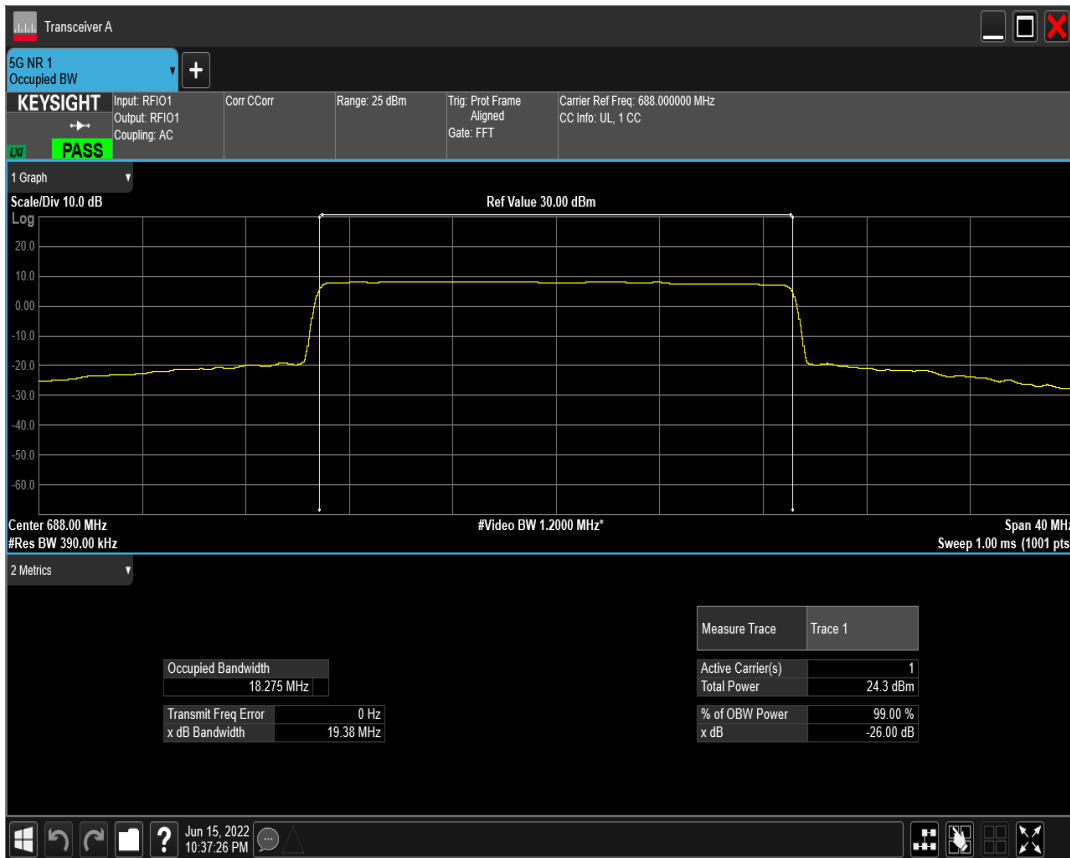 Transceiver A
5G NR 1
Occupied BW
KEYSIGHT
LXI
PASS
Input: RFIO1
Output: RFIO1
Coupling: AC
Corr CCorr
Range: 25 dBm
Trig: Prot Frame
Aligned
Gate: FFT
Carrier Ref Freq: 688.000000 MHz
CC Info: UL, 1 CC
1 Graph
Scale/Div 10.0 dB
Ref Value 30.00 dBm
Log
20.0
10.0
0.00
-10.0
-20.0
-30.0
-40.0
-50.0
-60.0
Center 688.00 MHz
#Video BW 1.2000 MHz*
Span 40 MHz
#Res BW 390.00 kHz
Sweep 1.00 ms (1001 pts
2 Metrics
Measure Trace Trace 1
Occupied Bandwidth
18.275 MHz
Active Carrier(s) 1
Total Power 24.3 dBm
Transmit Freq Error 0 Hz
x dB Bandwidth 19.38 MHz
% of OBW Power 99.00 %
x dB -26.00 dB
?
Jun 15, 2022
10:37:26 PM